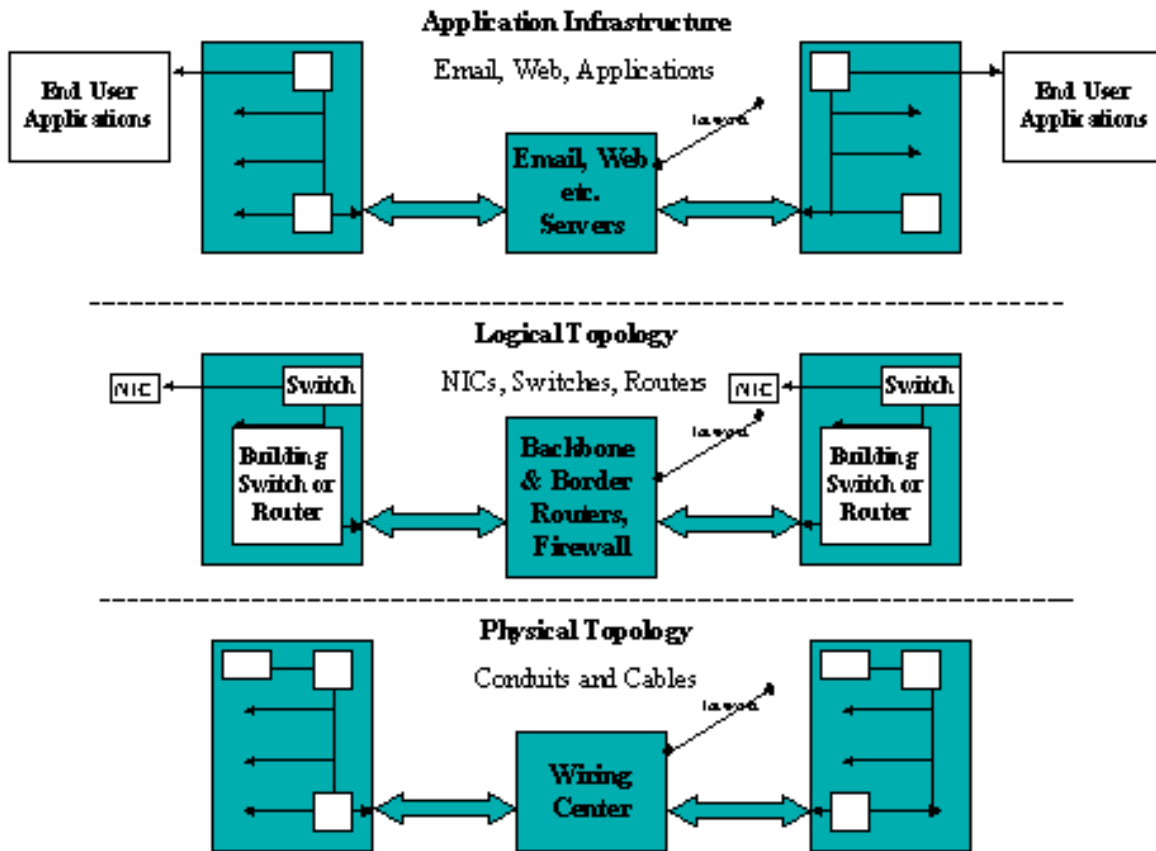 Application Infrastructure
Email, Web, Applications
End User
Applications
Email, Web
etc.
Servers
End User
Applications
Logical Topology
NICs, Switches, Routers
NIC
Switch
Building
Switch or
Router
Backbone
& Border
Routers,
Firewall
NIC
Switch
Building
Switch or
Router
Physical Topology
Conduits and Cables
Wiring
Center